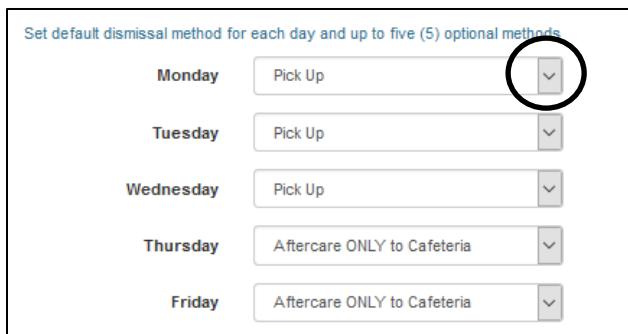 Set default dismissal method for each day and up to five (5) optional methods
Monday Pick Up
Tuesday Pick Up
Wednesday Pick Up
Thursday Aftercare ONLY to Cafeteria
Friday Aftercare ONLY to Cafeteria